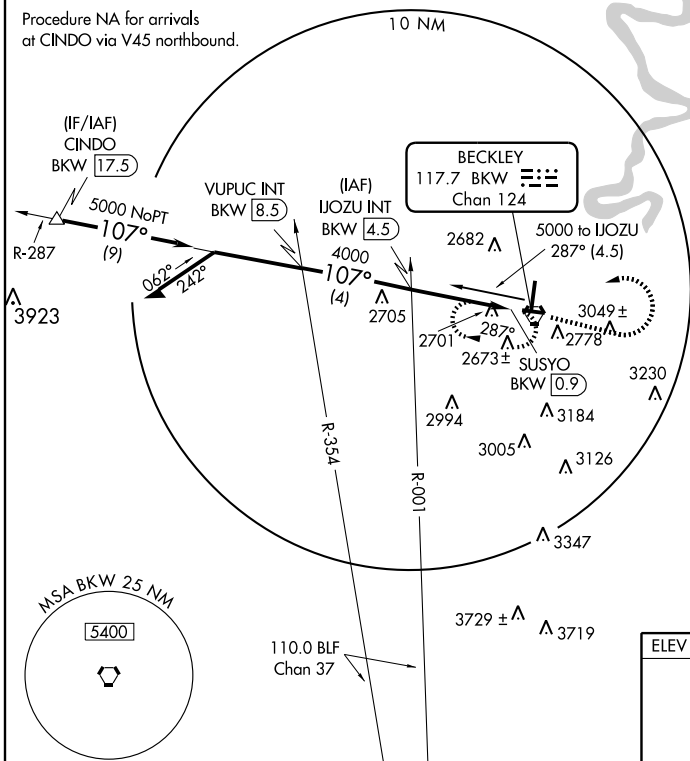 Procedure NA for arrivals
at CINDO via V45 northbound.
10 NM
(IF/IAF)
CINDO
BKW 17.5
5000 NoPT
107°
(9)
R-287
3923
062°
242°
VUPUC INT
BKW 8.5
(IAF)
IJOZU INT
BKW 4.5
4000
107°
(4)
BECKLEY
117.7 BKW
Chan 124
5000 to IJOZU
287° (4.5)
2682
2705
2701
287°
2673 ±
3049 ±
2778
SUSYO
BKW 0.9
3230
2994
3184
3005
3126
R-354
R-001
3347
3729 ±
3719
MSA BKW 25 NM
5400
110.0 BLF
Chan 37
ELEV